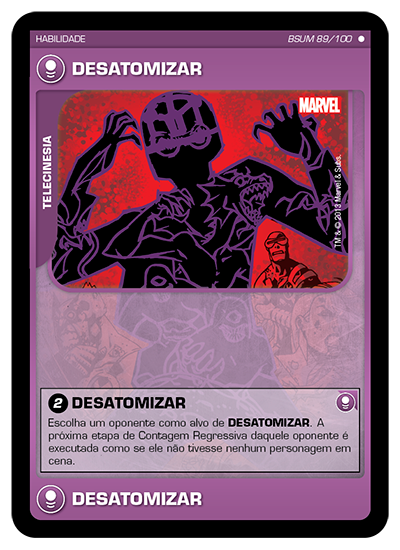 HABILIDADE
BSUM 89/100
DESATOMIZAR
MARVEL
TELECINESIA
TM & © 2013 Marvel & Subs.
2 DESATOMIZAR
Escolha um oponente como alvo de DESATOMIZAR. A
próxima etapa de Contagem Regressiva daquele oponente é
executada como se ele não tivesse nenhum personagem em
cena.
DESATOMIZAR